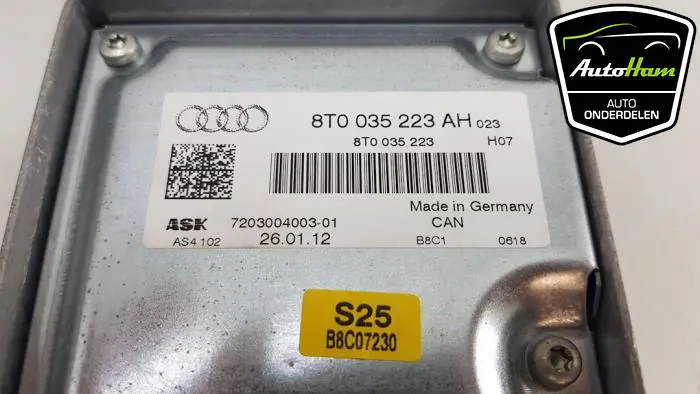 8T0 035 223 AH 023
8T0 035 223 H07
Made in Germany
ASK 7203004003-01 CAN
AS4 102 26.01.12 B8C1 0618
S25
B8C07230
AutoHam
AUTO
ONDERDELEN